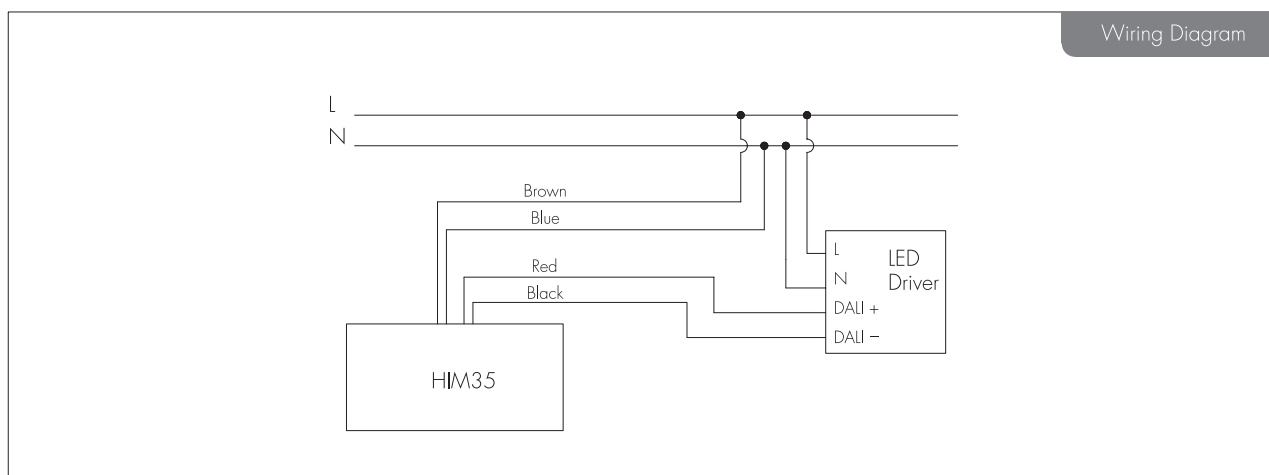 Wiring Diagram
L
N
Brown
Blue
Red
Black
HIM35
L
N
DALI +
DALI −
LED
Driver